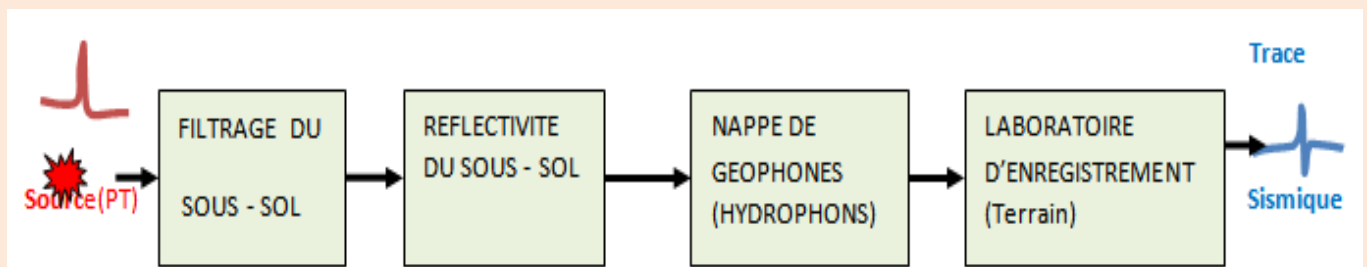 Source(PT)
FILTRAGE DU
SOUS - SOL
REFLECTIVITE
DU SOUS - SOL
NAPPE DE
GEOPHONES
(HYDROPHONS)
LABORATOIRE
D'ENREGISTREMENT
(Terrain)
Trace
Sismique